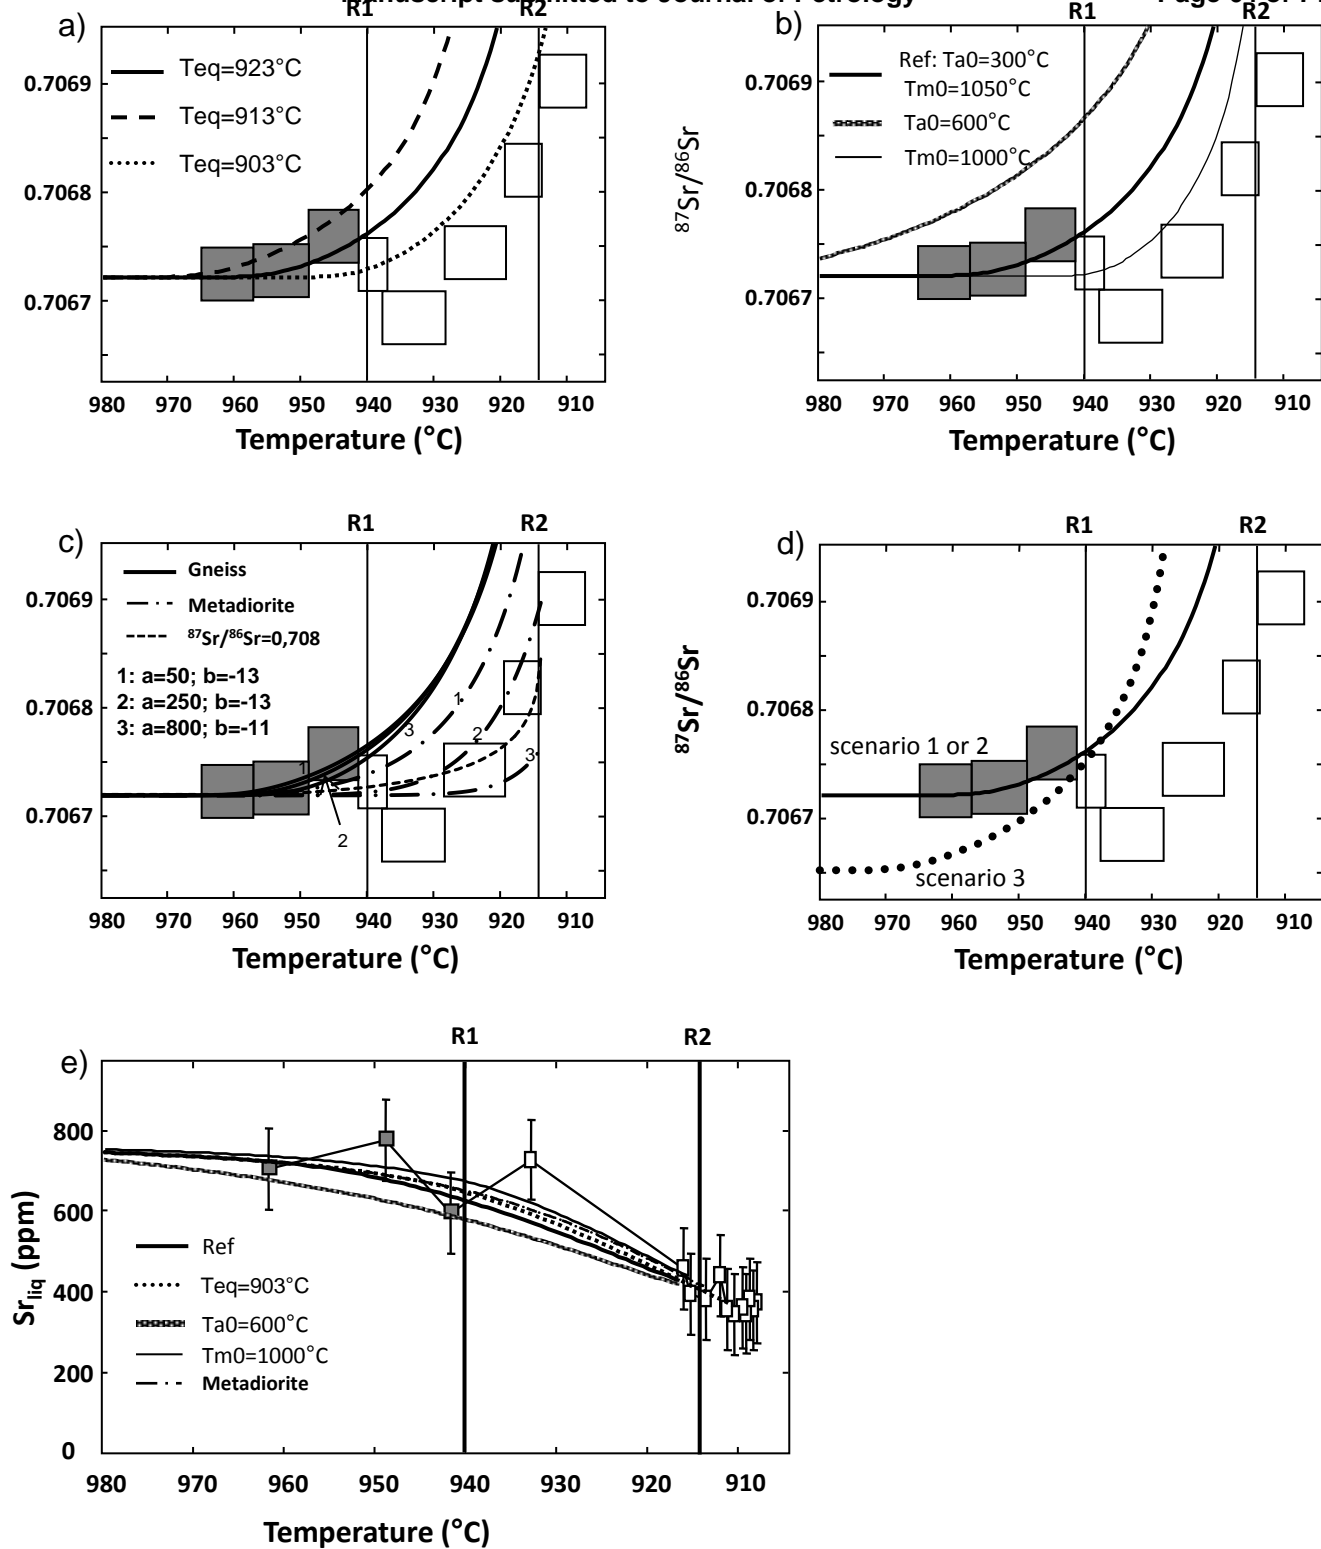 Manuscript submitted to Journal of Petrology
R1
R2
a)
Teq=923°C
Teq=913°C
Teq=903°C
0.7069
0.7068
0.7067
980 970 960 950 940 930 920 910
Temperature (°C)
R1
R2
b)
87Sr/86Sr
Ref: Ta0=300°C
Tm0=1050°C
Ta0=600°C
Tm0=1000°C
0.7069
0.7068
0.7067
980 970 960 950 940 930 920 910
Temperature (°C)
R1
R2
c)
Gneiss
Metadiorite
87Sr/86Sr=0,708
1: a=50; b=-13
2: a=250; b=-13
3: a=800; b=-11
0.7069
0.7068
0.7067
1
3
2
1
2
3
980 970 960 950 940 930 920 910
Temperature (°C)
R1
R2
d)
87Sr/86Sr
0.7069
0.7068
0.7067
scenario 1 or 2
scenario 3
980 970 960 950 940 930 920 910
Temperature (°C)
R1
R2
e)
Srliq (ppm)
800
600
400
200
0
Ref
Teq=903°C
Ta0=600°C
Tm0=1000°C
Metadiorite
980 970 960 950 940 930 920 910
Temperature (°C)